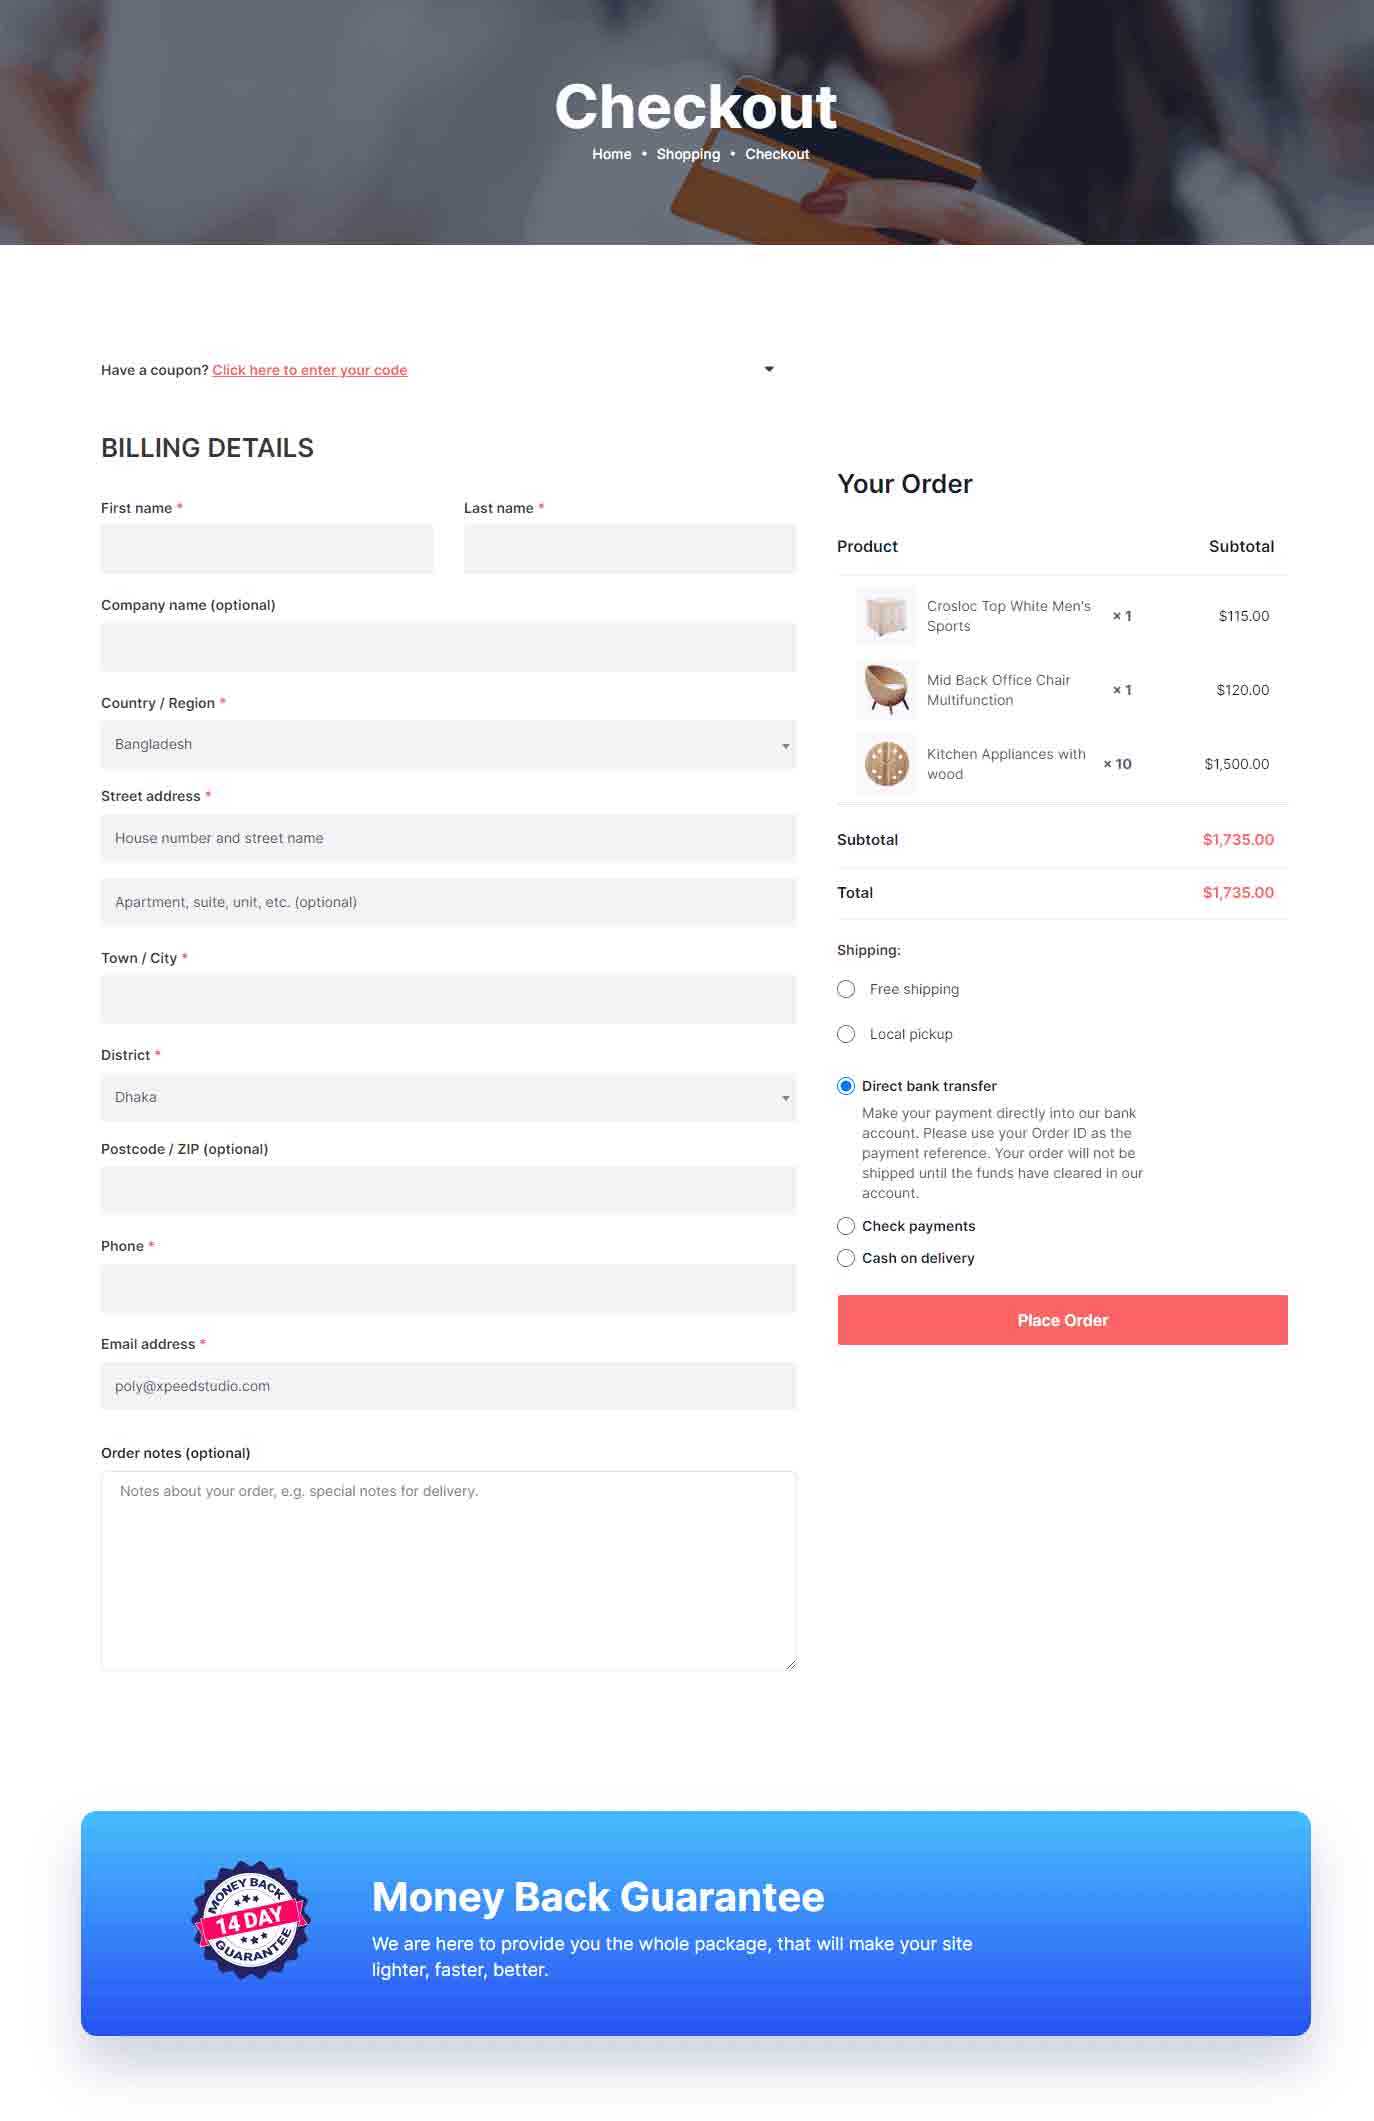 Checkout
Home • Shopping • Checkout
Have a coupon? Click here to enter your code
BILLING DETAILS
First name *
Last name *
Company name (optional)
Country / Region *
Bangladesh
Street address *
House number and street name
Apartment, suite, unit, etc. (optional)
Town / City *
District *
Dhaka
Postcode / ZIP (optional)
Phone *
Email address *
poly@xpeedstudio.com
Order notes (optional)
Notes about your order, e.g. special notes for delivery.
Your Order
Product Subtotal
Crosloc Top White Men's
Sports × 1 $115.00
Mid Back Office Chair
Multifunction × 1 $120.00
Kitchen Appliances with
wood × 10 $1,500.00
Subtotal $1,735.00
Total $1,735.00
Shipping:
Free shipping
Local pickup
Direct bank transfer
Make your payment directly into our bank
account. Please use your Order ID as the
payment reference. Your order will not be
shipped until the funds have cleared in our
account.
Check payments
Cash on delivery
Place Order
MONEY BACK
14 DAY
GUARANTEE
Money Back Guarantee
We are here to provide you the whole package, that will make your site
lighter, faster, better.